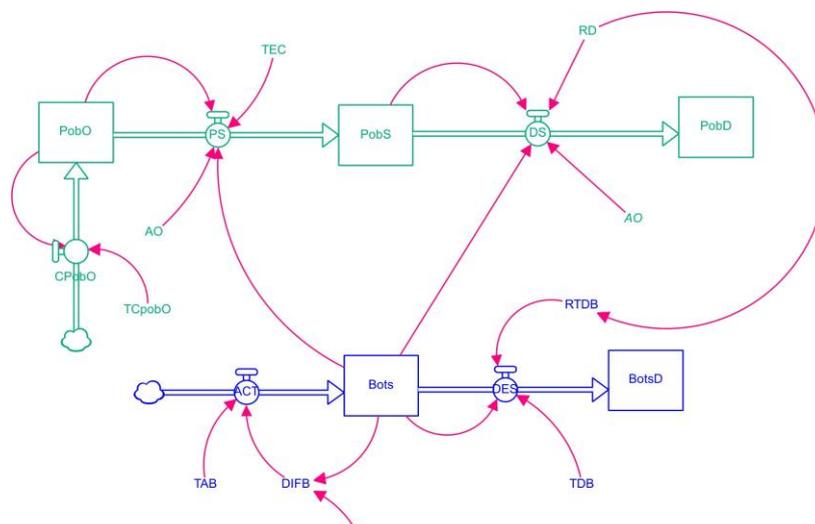 TEC
RD
PobO
PS
PobS
DS
PobD
AO
AO
CPobO
TCpobO
RTDB
ACT
Bots
DES
BotsD
TAB
DIFB
TDB